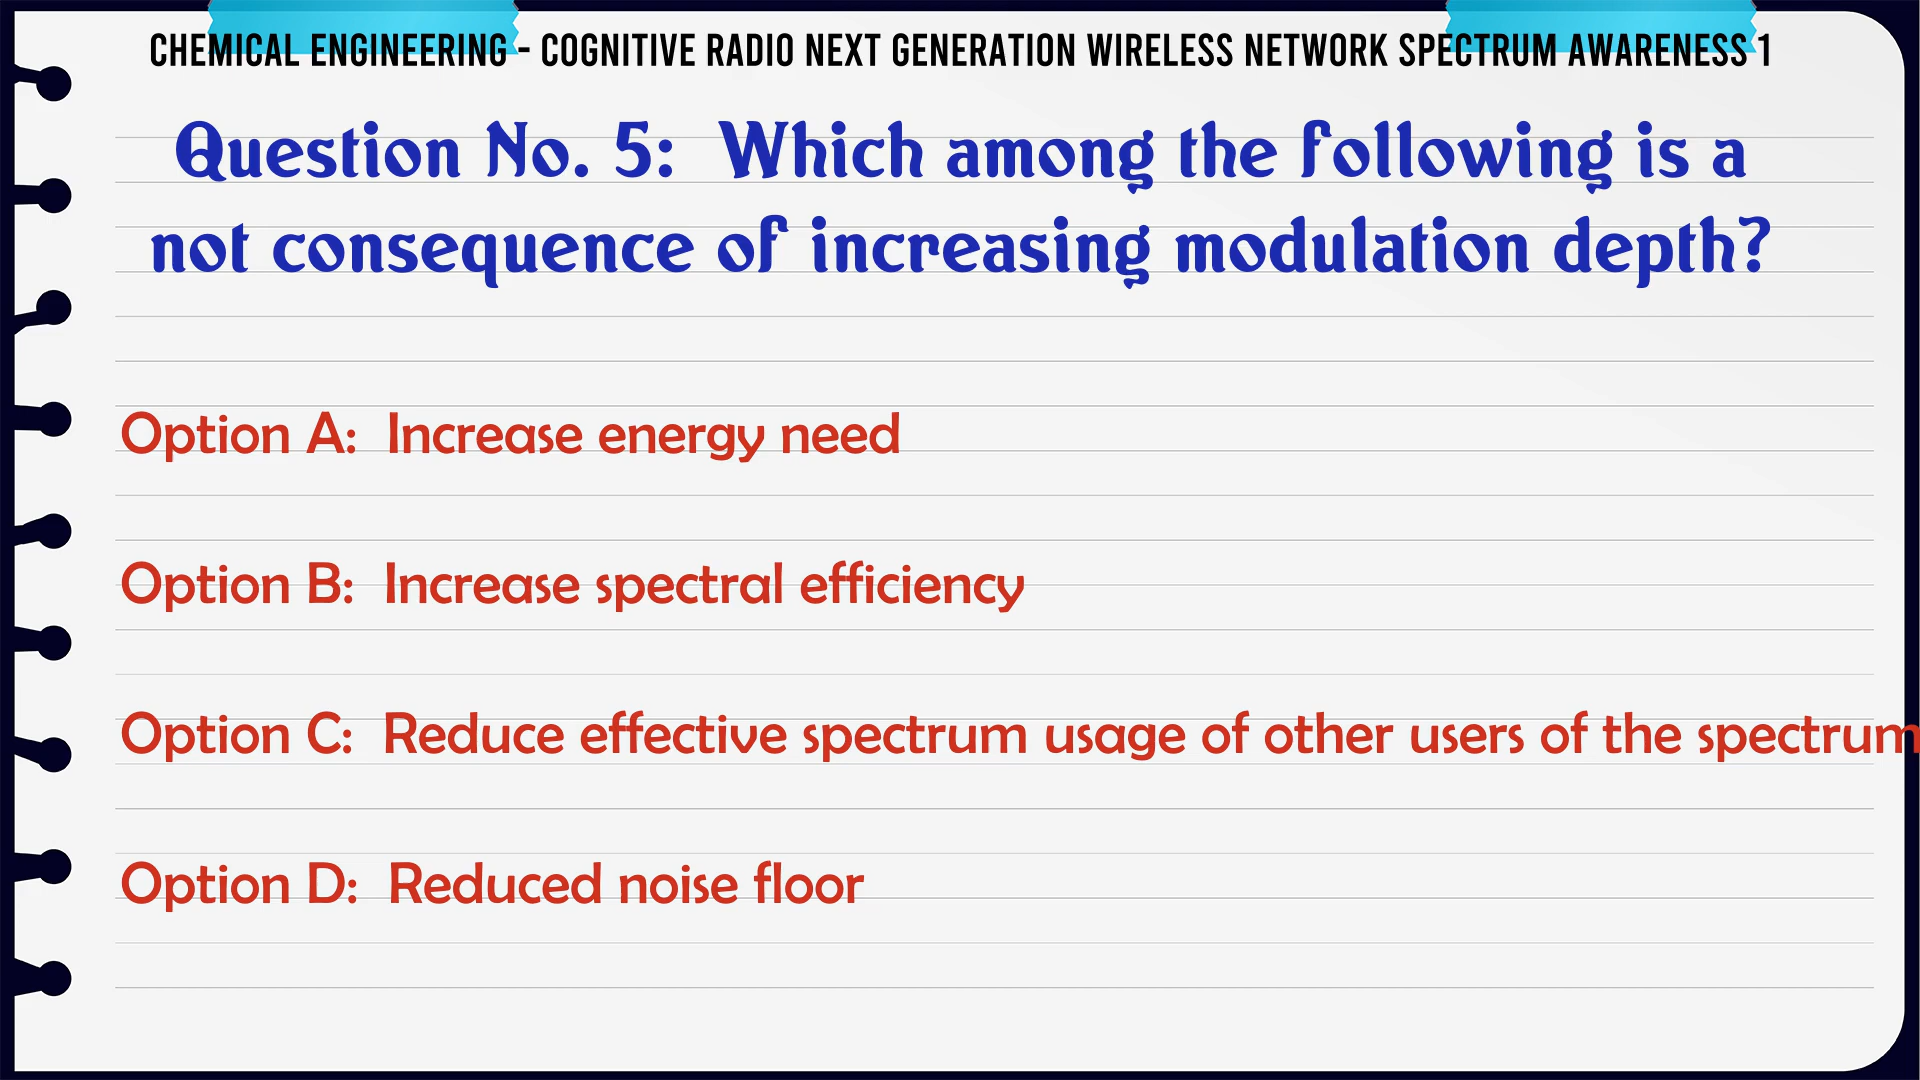 CHEMICAL ENGINEERING - COGNITIVE RADIO NEXT GENERATION WIRELESS NETWORK SPECTRUM AWARENESS 1
Question No. 5: Which among the following is a
not consequence of increasing modulation depth?
Option A: Increase energy need
Option B: Increase spectral efficiency
Option C: Reduce effective spectrum usage of other users of the spectrum
Option D: Reduced noise floor